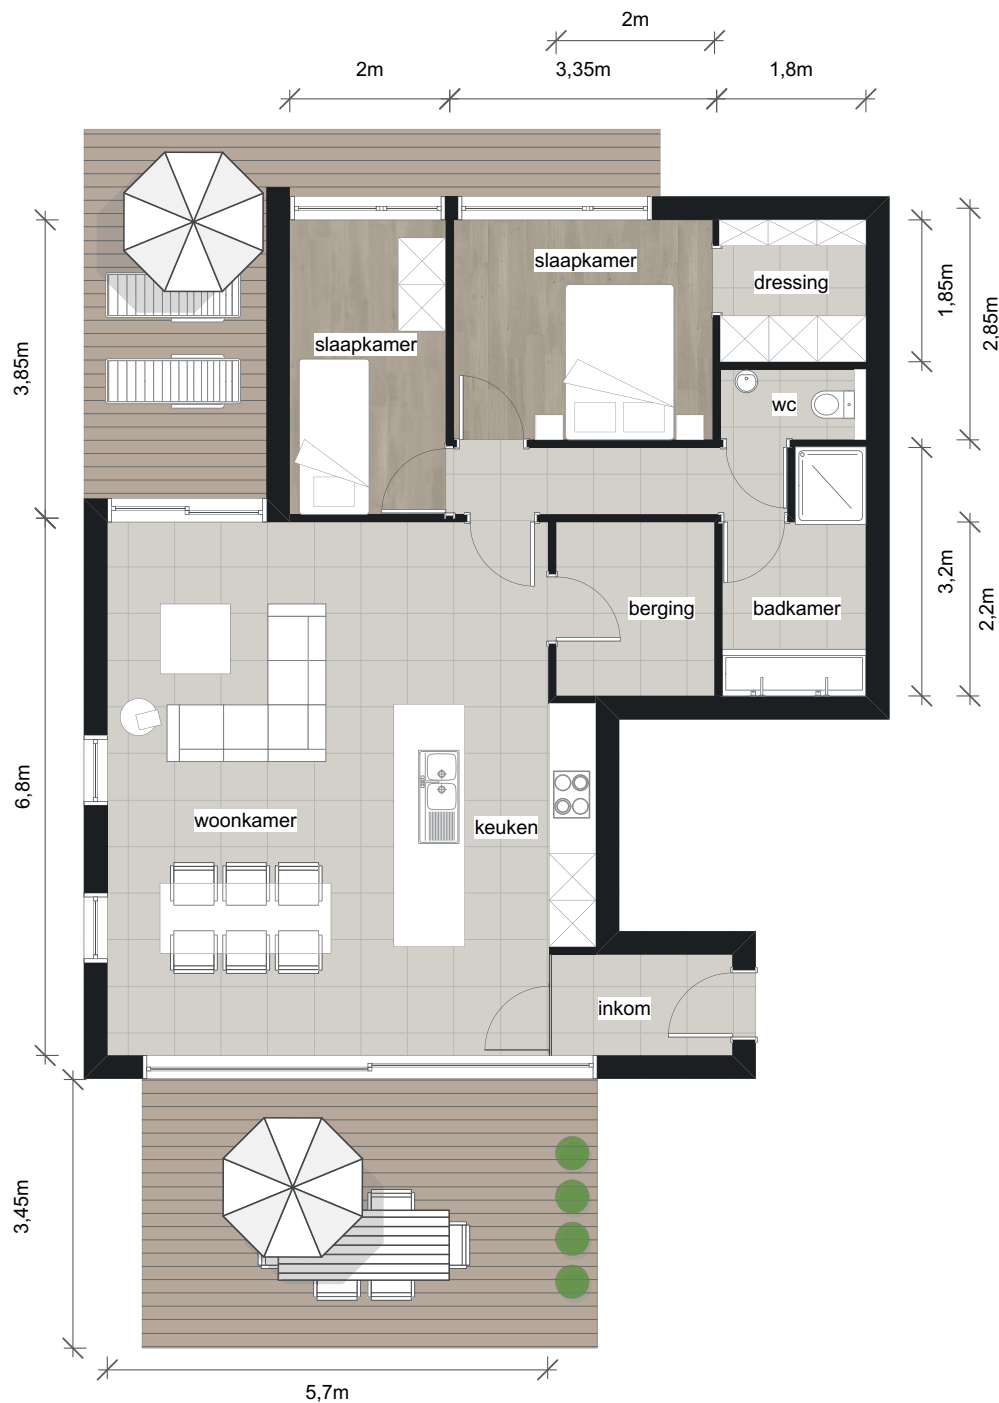 2m
2m
3,35m
1,8m
slaapkamer
dressing
1,85m
2,85m
slaapkamer
3,85m
wc
3,2m
2,2m
berging
badkamer
6,8m
woonkamer
keuken
inkom
3,45m
5,7m